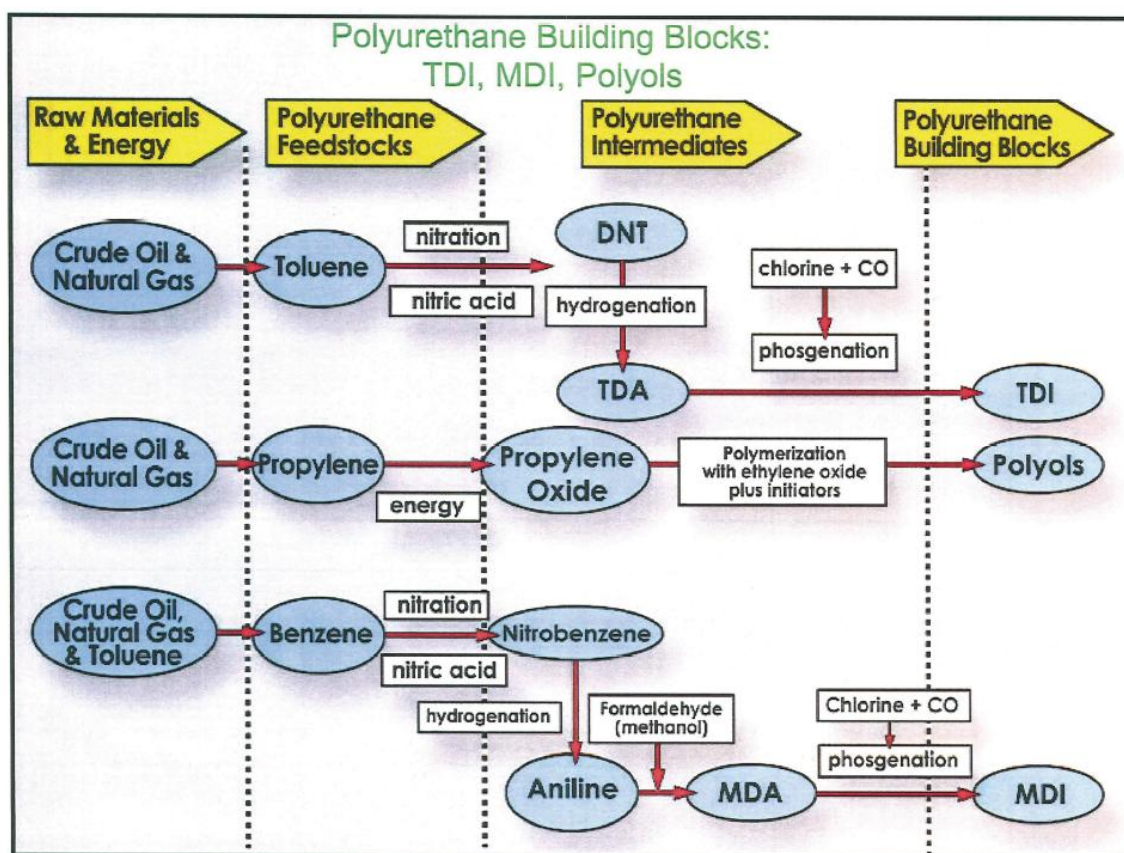 Polyurethane Building Blocks:
TDI, MDI, Polyols
Raw Materials
& Energy
Polyurethane
Feedstocks
Polyurethane
Intermediates
Polyurethane
Building Blocks
Crude Oil &
Natural Gas
Toluene
nitration
nitric acid
DNT
hydrogenation
TDA
chlorine + CO
phosgenation
TDI
Crude Oil &
Natural Gas
Propylene
energy
Propylene
Oxide
Polymerization
with ethylene oxide
plus initiators
Polyols
Crude Oil,
Natural Gas
& Toluene
Benzene
nitration
nitric acid
Nitrobenzene
hydrogenation
Aniline
Formaldehyde
(methanol)
MDA
Chlorine + CO
phosgenation
MDI